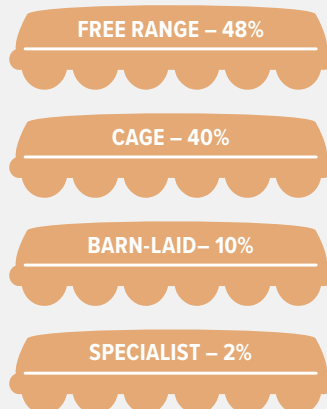 FREE RANGE – 48%
CAGE – 40%
BARN-LAID– 10%
SPECIALIST – 2%